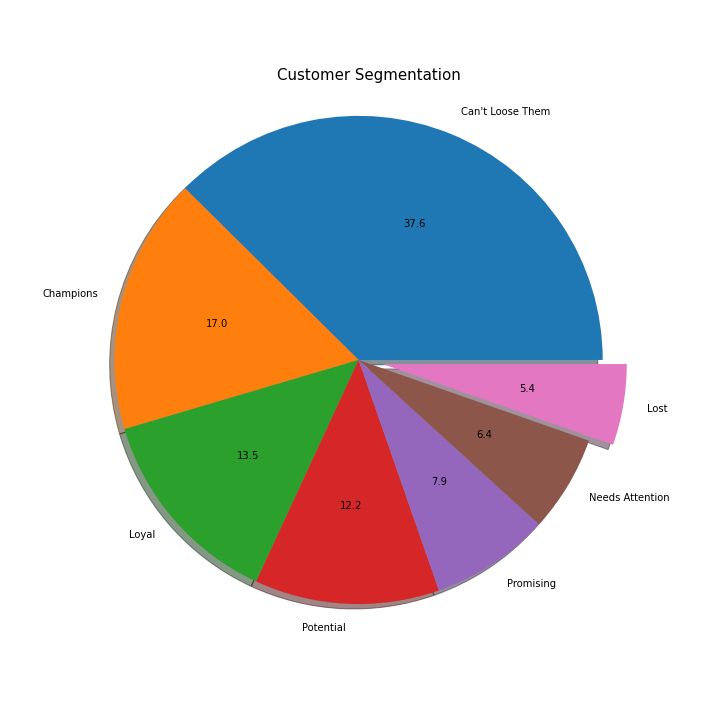 Customer Segmentation
Can't Loose Them
37.6
Champions
17.0
Loyal
13.5
Potential
12.2
Promising
7.9
Needs Attention
6.4
Lost
5.4